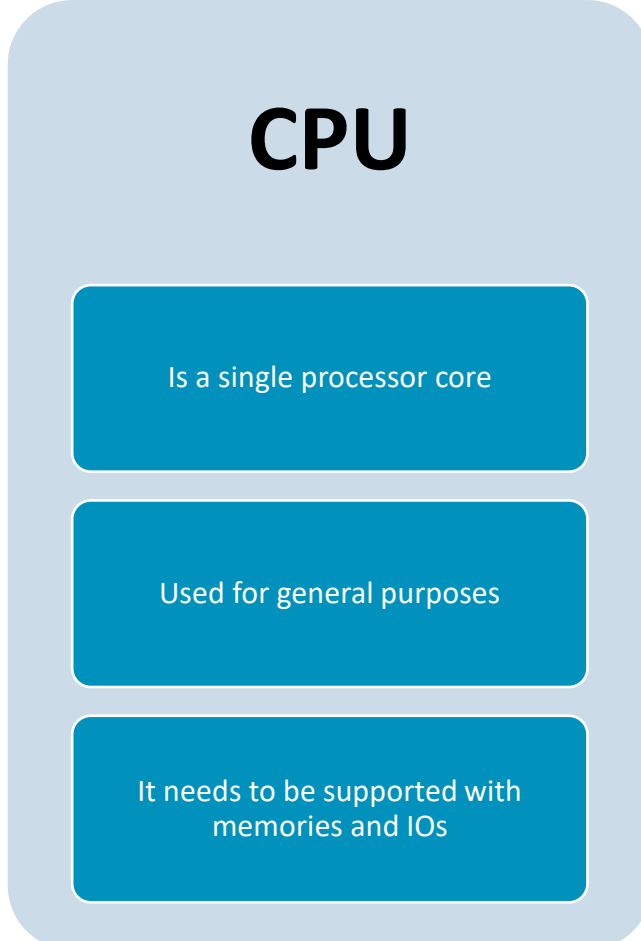 CPU
Is a single processor core
Used for general purposes
It needs to be supported with
memories and IOs